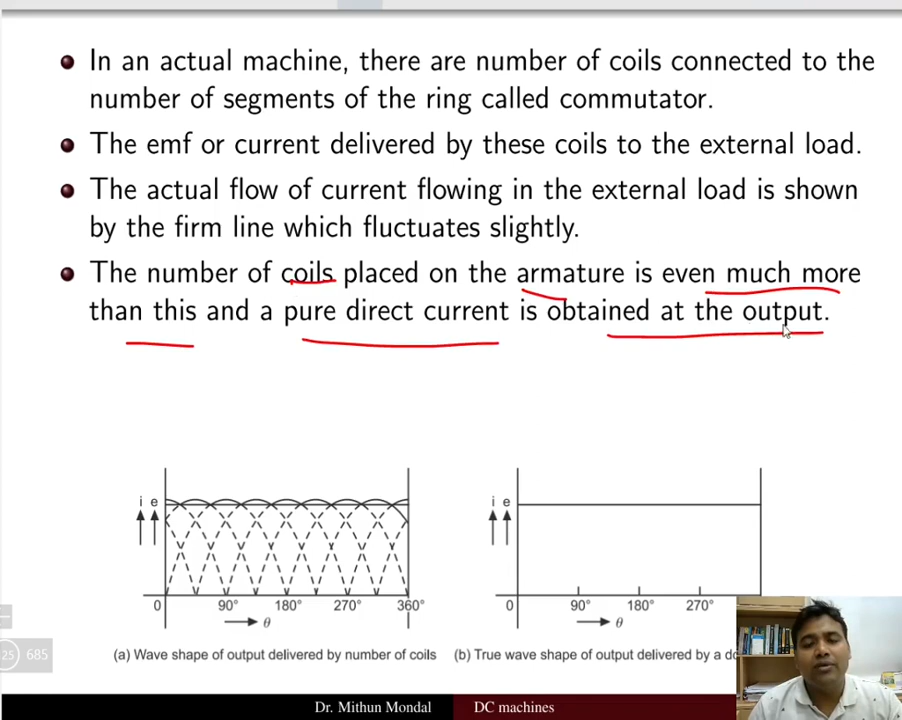 In an actual machine, there are number of coils connected to the
number of segments of the ring called commutator.
The emf or current delivered by these coils to the external load.
The actual flow of current flowing in the external load is shown
by the firm line which fluctuates slightly.
The number of coils placed on the armature is even much more
than this and a pure direct current is obtained at the output.
i e
0 90° 180° 270° 360°
θ
(a) Wave shape of output delivered by number of coils
i e
0 90° 180° 270°
θ
(b) True wave shape of output delivered by a
25 685
Dr. Mithun Mondal DC machines